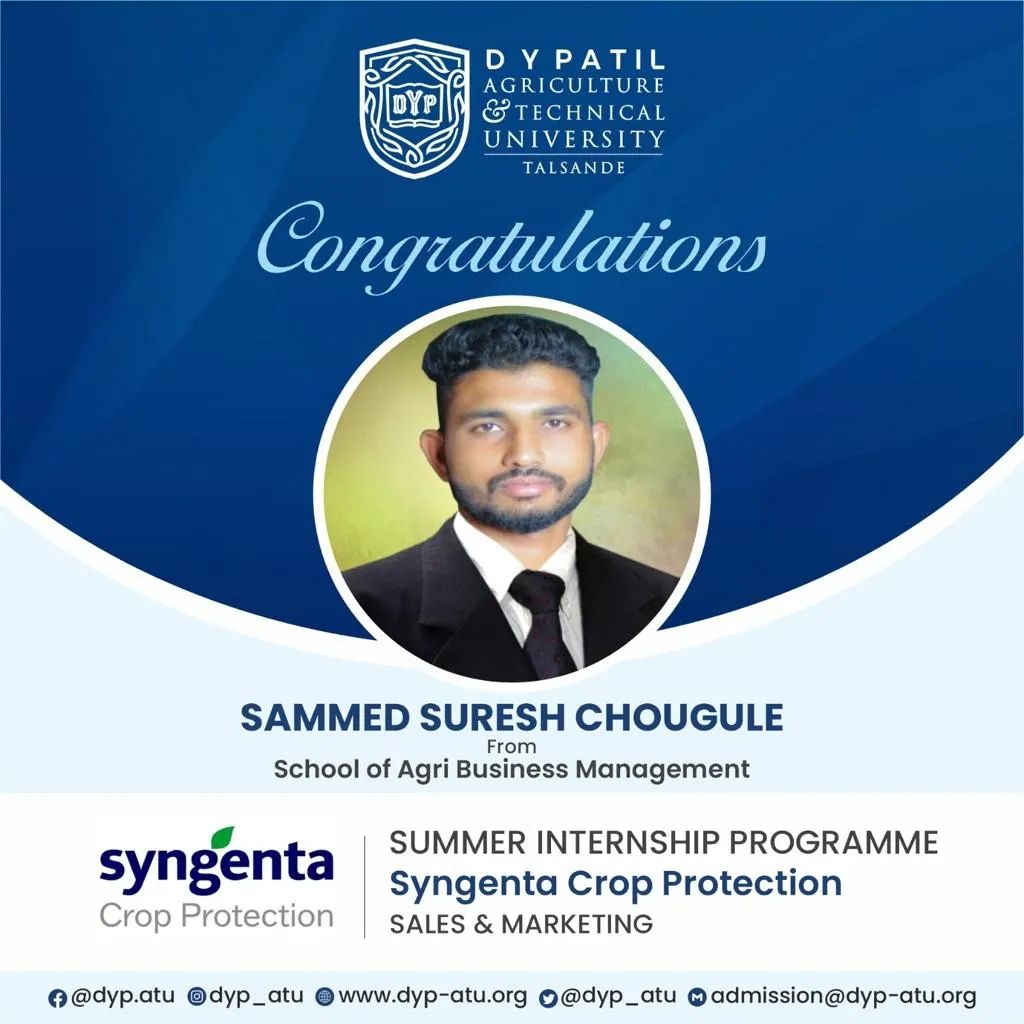 DYP
D Y PATIL
AGRICULTURE
& TECHNICAL
UNIVERSITY
TALSANDE
Congratulations
SAMMED SURESH CHOUGULE
From
School of Agri Business Management
syngenta
Crop Protection
SUMMER INTERNSHIP PROGRAMME
Syngenta Crop Protection
SALES & MARKETING
@dyp.atu @dyp_atu www.dyp-atu.org @dyp_atu admission@dyp-atu.org